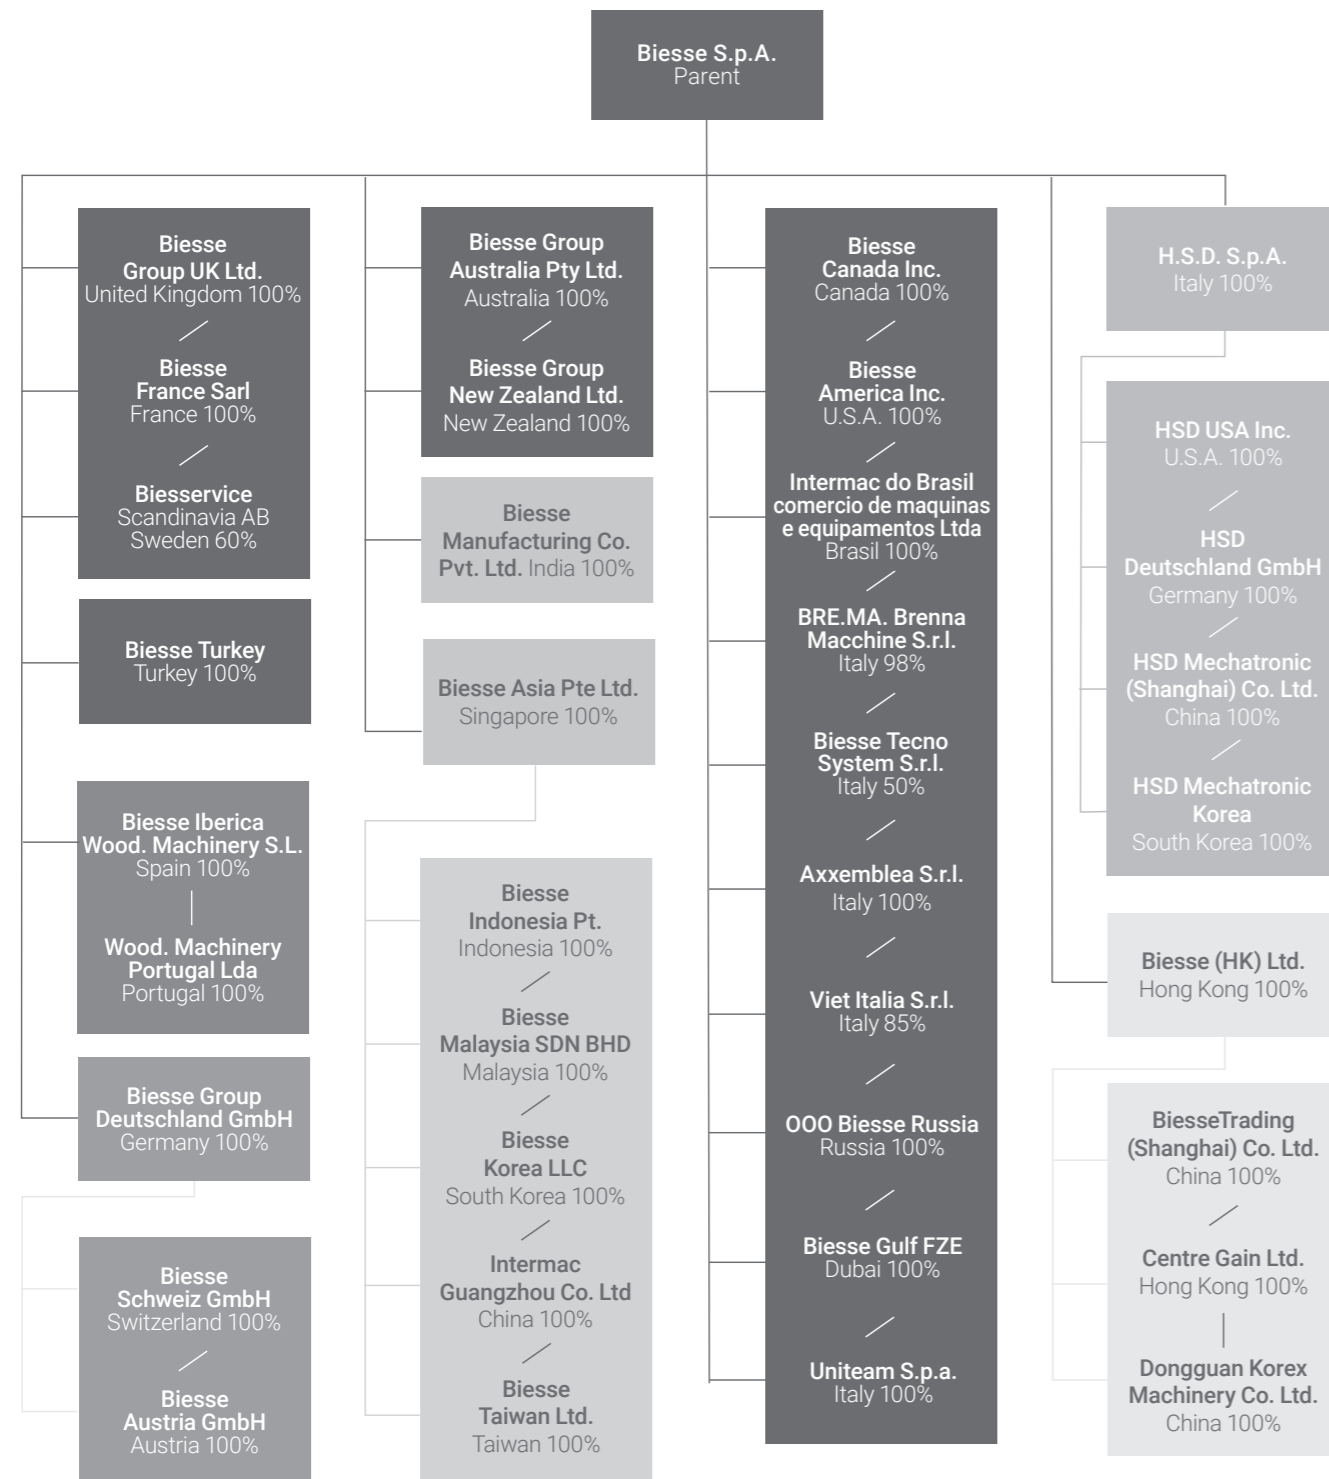 Biesse S.p.A.
Parent
Biesse
Group UK Ltd.
United Kingdom 100%
Biesse
France Sarl
France 100%
Biesservice
Scandinavia AB
Sweden 60%
Biesse Turkey
Turkey 100%
Biesse Iberica
Wood. Machinery S.L.
Spain 100%
Wood. Machinery
Portugal Lda
Portugal 100%
Biesse Group
Deutschland GmbH
Germany 100%
Biesse
Schweiz GmbH
Switzerland 100%
Biesse
Austria GmbH
Austria 100%
Biesse Group
Australia Pty Ltd.
Australia 100%
Biesse Group
New Zealand Ltd.
New Zealand 100%
Biesse
Manufacturing Co.
Pvt. Ltd. India 100%
Biesse Asia Pte Ltd.
Singapore 100%
Biesse
Indonesia Pt.
Indonesia 100%
Biesse
Malaysia SDN BHD
Malaysia 100%
Biesse
Korea LLC
South Korea 100%
Intermac
Guangzhou Co. Ltd
China 100%
Biesse
Taiwan Ltd.
Taiwan 100%
Biesse
Canada Inc.
Canada 100%
Biesse
America Inc.
U.S.A. 100%
Intermac do Brasil
comercio de maquinas
e equipamentos Ltda
Brasil 100%
BRE.MA. Brenna
Macchine S.r.l.
Italy 98%
Biesse Tecno
System S.r.l.
Italy 50%
Axxemblea S.r.l.
Italy 100%
Viet Italia S.r.l.
Italy 85%
OOO Biesse Russia
Russia 100%
Biesse Gulf FZE
Dubai 100%
Uniteam S.p.a.
Italy 100%
H.S.D. S.p.A.
Italy 100%
HSD USA Inc.
U.S.A. 100%
HSD
Deutschland GmbH
Germany 100%
HSD Mechatronic
(Shanghai) Co. Ltd.
China 100%
HSD Mechatronic
Korea
South Korea 100%
Biesse (HK) Ltd.
Hong Kong 100%
BiesseTrading
(Shanghai) Co. Ltd.
China 100%
Centre Gain Ltd.
Hong Kong 100%
Dongguan Korex
Machinery Co. Ltd.
China 100%